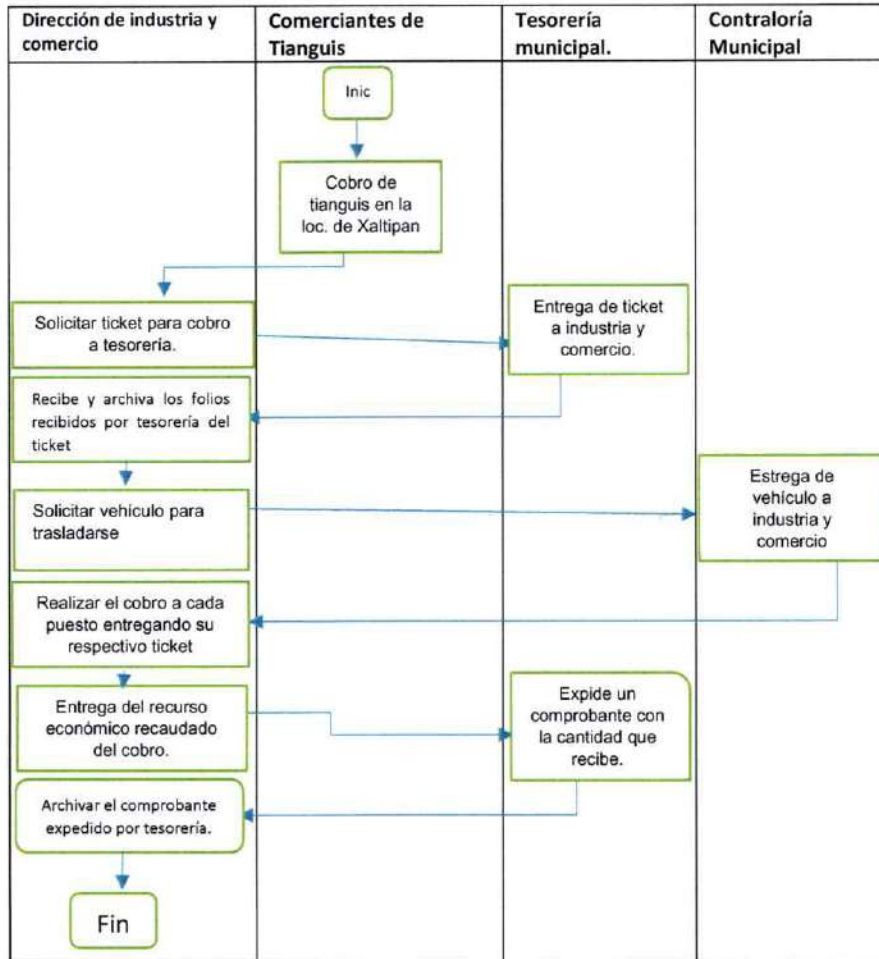 Dirección de industria y
comercio
Comerciantes de
Tianguis
Tesorería
municipal.
Contraloría
Municipal
Inic
Cobro de
tianguis en la
loc. de Xaltipan
Solicitar ticket para cobro
a tesorería.
Entrega de ticket
a industria y
comercio.
Recibe y archiva los folios
recibidos por tesorería del
ticket
Solicitar vehículo para
trasladarse
Estrega de
vehículo a
industria y
comercio
Realizar el cobro a cada
puesto entregando su
respectivo ticket
Entrega del recurso
económico recaudado
del cobro.
Expide un
comprobante con
la cantidad que
recibe.
Archivar el comprobante
expedido por tesorería.
Fin